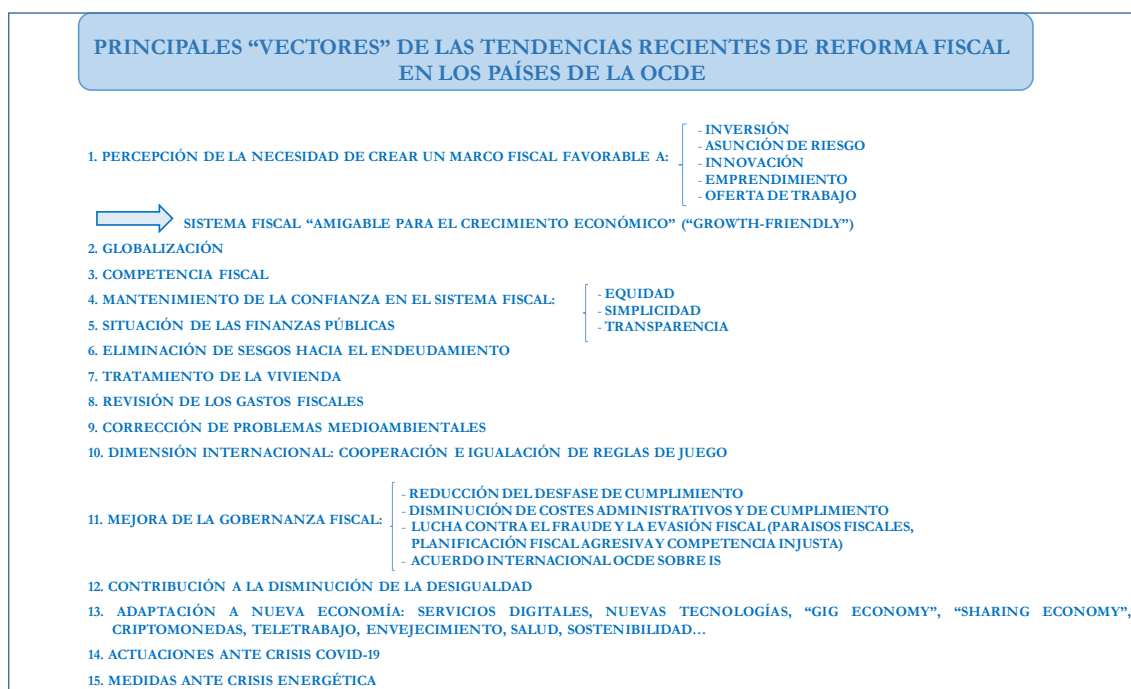 PRINCIPALES “VECTORES” DE LAS TENDENCIAS RECIENTES DE REFORMA FISCAL
EN LOS PAÍSES DE LA OCDE
1. PERCEPCIÓN DE LA NECESIDAD DE CREAR UN MARCO FISCAL FAVORABLE A:
- INVERSIÓN
- ASUNCIÓN DE RIESGO
- INNOVACIÓN
- EMPRENDIMIENTO
- OFERTA DE TRABAJO
SISTEMA FISCAL “AMIGABLE PARA EL CRECIMIENTO ECONÓMICO” (“GROWTH-FRIENDLY”)
2. GLOBALIZACIÓN
3. COMPETENCIA FISCAL
4. MANTENIMIENTO DE LA CONFIANZA EN EL SISTEMA FISCAL:
- EQUIDAD
- SIMPLICIDAD
- TRANSPARENCIA
5. SITUACIÓN DE LAS FINANZAS PÚBLICAS
6. ELIMINACIÓN DE SESGOS HACIA EL ENDEUDAMIENTO
7. TRATAMIENTO DE LA VIVIENDA
8. REVISIÓN DE LOS GASTOS FISCALES
9. CORRECCIÓN DE PROBLEMAS MEDIOAMBIENTALES
10. DIMENSIÓN INTERNACIONAL: COOPERACIÓN E IGUALACIÓN DE REGLAS DE JUEGO
11. MEJORA DE LA GOBERNANZA FISCAL:
- REDUCCIÓN DEL DESFASE DE CUMPLIMIENTO
- DISMINUCIÓN DE COSTES ADMINISTRATIVOS Y DE CUMPLIMIENTO
- LUCHA CONTRA EL FRAUDE Y LA EVASIÓN FISCAL (PARAISOS FISCALES,
PLANIFICACIÓN FISCAL AGRESIVA Y COMPETENCIA INJUSTA)
- ACUERDO INTERNACIONAL OCDE SOBRE IS
12. CONTRIBUCIÓN A LA DISMINUCIÓN DE LA DESIGUALDAD
13. ADAPTACIÓN A NUEVA ECONOMÍA: SERVICIOS DIGITALES, NUEVAS TECNOLOGÍAS, “GIG ECONOMY”, “SHARING ECONOMY”,
CRIPTOMONEDAS, TELETRABAJO, ENVEJECIMIENTO, SALUD, SOSTENIBILIDAD…
14. ACTUACIONES ANTE CRISIS COVID-19
15. MEDIDAS ANTE CRISIS ENERGÉTICA